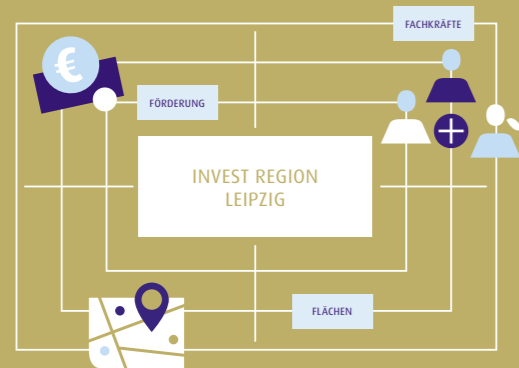 FACHKRÄFTE
€
FÖRDERUNG
INVEST REGION
LEIPZIG
FLÄCHEN